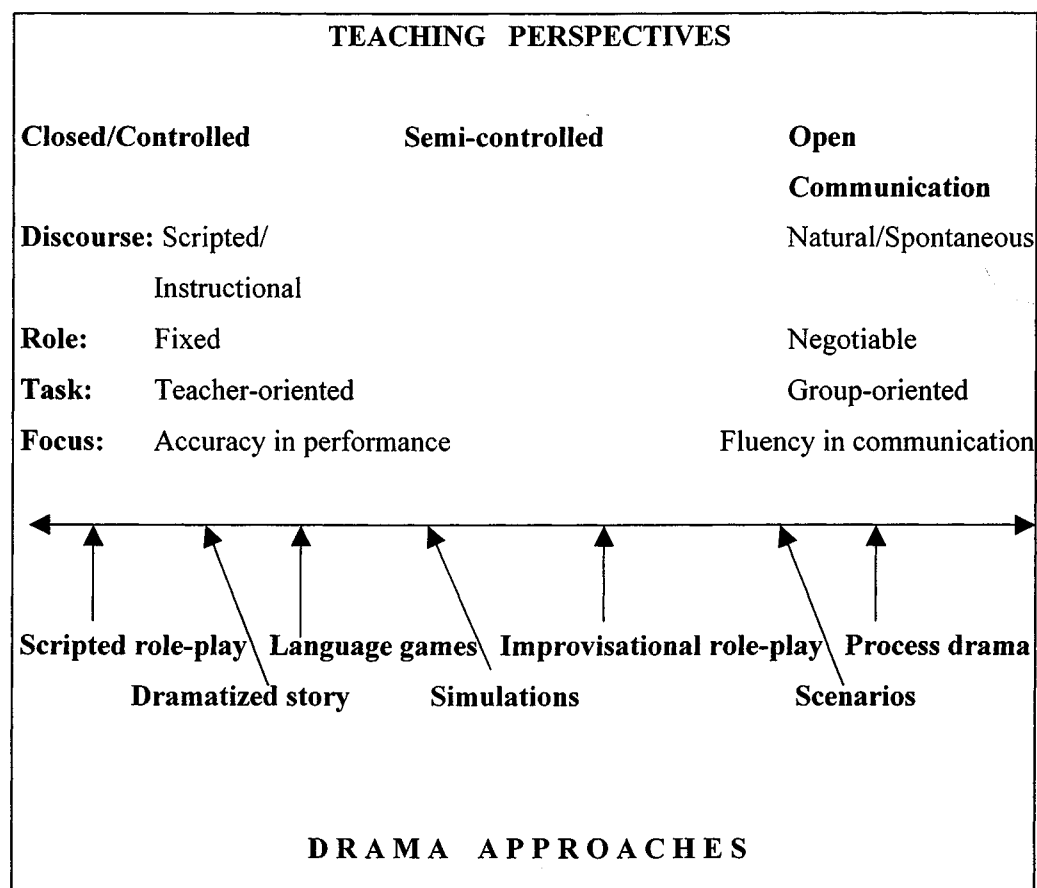 TEACHING PERSPECTIVES
Closed/Controlled Semi-controlled Open
Communication
Discourse: Scripted/ Natural/Spontaneous
Instructional
Role: Fixed Negotiable
Task: Teacher-oriented Group-oriented
Focus: Accuracy in performance Fluency in communication
Scripted role-play Language games Improvisational role-play Process drama
Dramatized story Simulations Scenarios
DRAMA APPROACHES